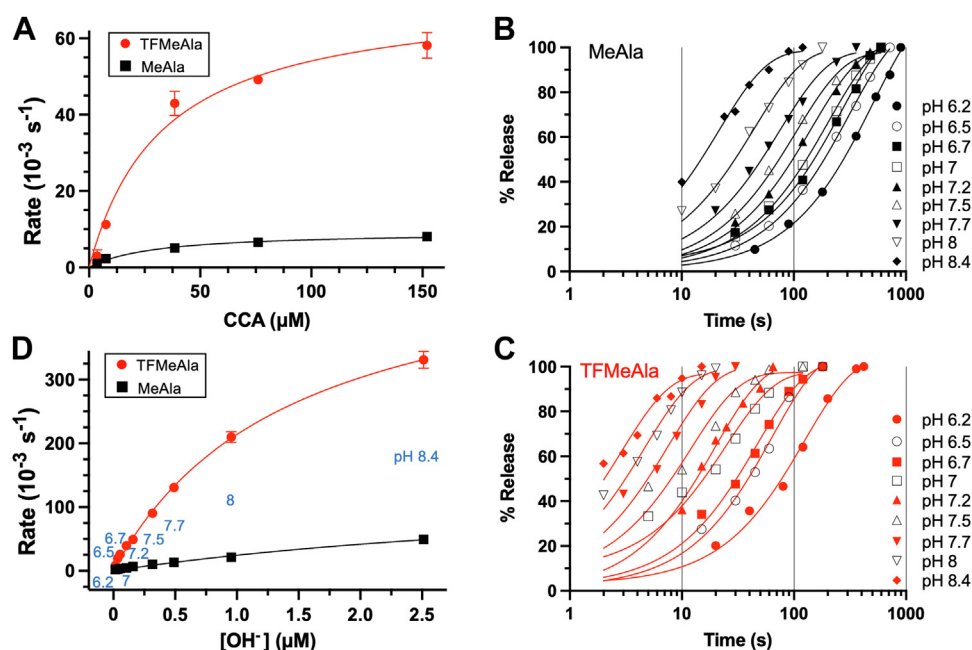 A
TFMeAla
MeAla
Rate (10⁻³ s⁻¹)
60
40
20
0
0 50 100 150
CCA (µM)
B
MeAla
% Release
100
80
60
40
20
0
1 10 100 1000
Time (s)
pH 6.2
pH 6.5
pH 6.7
pH 7
pH 7.2
pH 7.5
pH 7.7
pH 8
pH 8.4
D
TFMeAla
MeAla
Rate (10⁻³ s⁻¹)
300
200
100
0
pH 8.4
8
7.7
6.7 7.5
6.5 7.2
6.2 7
0.0 0.5 1.0 1.5 2.0 2.5
[OH⁻] (µM)
C
TFMeAla
% Release
100
80
60
40
20
0
1 10 100 1000
Time (s)
pH 6.2
pH 6.5
pH 6.7
pH 7
pH 7.2
pH 7.5
pH 7.7
pH 8
pH 8.4